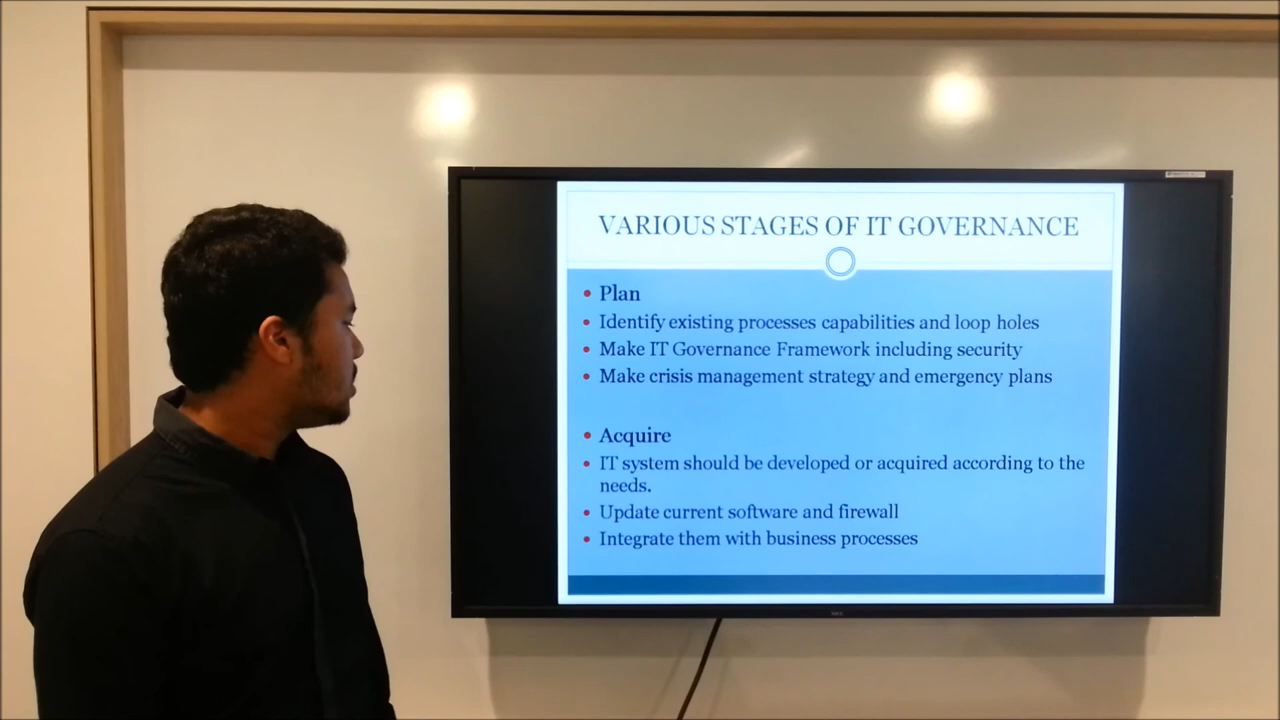 VARIOUS STAGES OF IT GOVERNANCE
• Plan
• Identify existing processes capabilities and loop holes
• Make IT Governance Framework including security
• Make crisis management strategy and emergency plans
• Acquire
• IT system should be developed or acquired according to the
needs.
• Update current software and firewall
• Integrate them with business processes
NEC